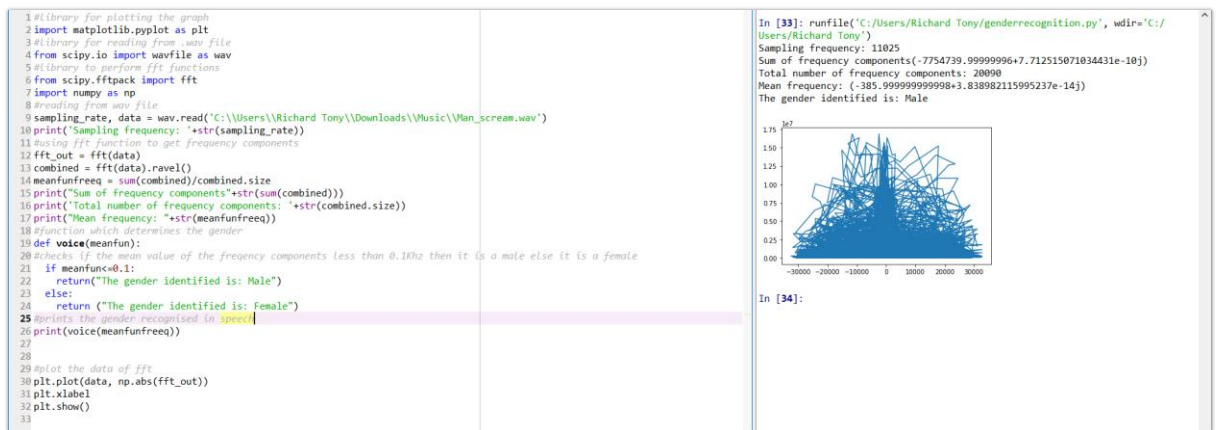 1 #Library for plotting the graph
2 import matplotlib.pyplot as plt
3 #Library for reading from .wav file
4 from scipy.io import wavfile as wav
5 #Library to perform fft functions
6 from scipy.fftpack import fft
7 import numpy as np
8 #reading from wav file
9 sampling_rate, data = wav.read('C:\\Users\\Richard Tony\\Downloads\\Music\\Man_scream.wav')
10 print('Sampling frequency: '+str(sampling_rate))
11 #using fft function to get frequency components
12 fft_out = fft(data)
13 combined = fft(data).ravel()
14 meanfunfreeq = sum(combined)/combined.size
15 print("Sum of frequency components"+str(sum(combined)))
16 print('Total number of frequency components: '+str(combined.size))
17 print("Mean frequency: "+str(meanfunfreeq))
18 #function which determines the gender
19 def voice(meanfun):
20 #checks if the mean value of the freqency components less than 0.1Khz then it is a male else it is a female
21 if meanfun<=0.1:
22 return("The gender identified is: Male")
23 else:
24 return ("The gender identified is: Female")
25 #prints the gender recognised in speech
26 print(voice(meanfunfreeq))
27
28
29 #plot the data of fft
30 plt.plot(data, np.abs(fft_out))
31 plt.xlabel
32 plt.show()
33
In [33]: runfile('C:/Users/Richard Tony/genderrecognition.py', wdir='C:/
Users/Richard Tony')
Sampling frequency: 11025
Sum of frequency components(-7754739.99999996+7.712515071034431e-10j)
Total number of frequency components: 20090
Mean frequency: (-385.999999999998+3.838982115995237e-14j)
The gender identified is: Male
1e7
1.75
1.50
1.25
1.00
0.75
0.50
0.25
0.00
-30000 -20000 -10000 0 10000 20000 30000
In [34]: